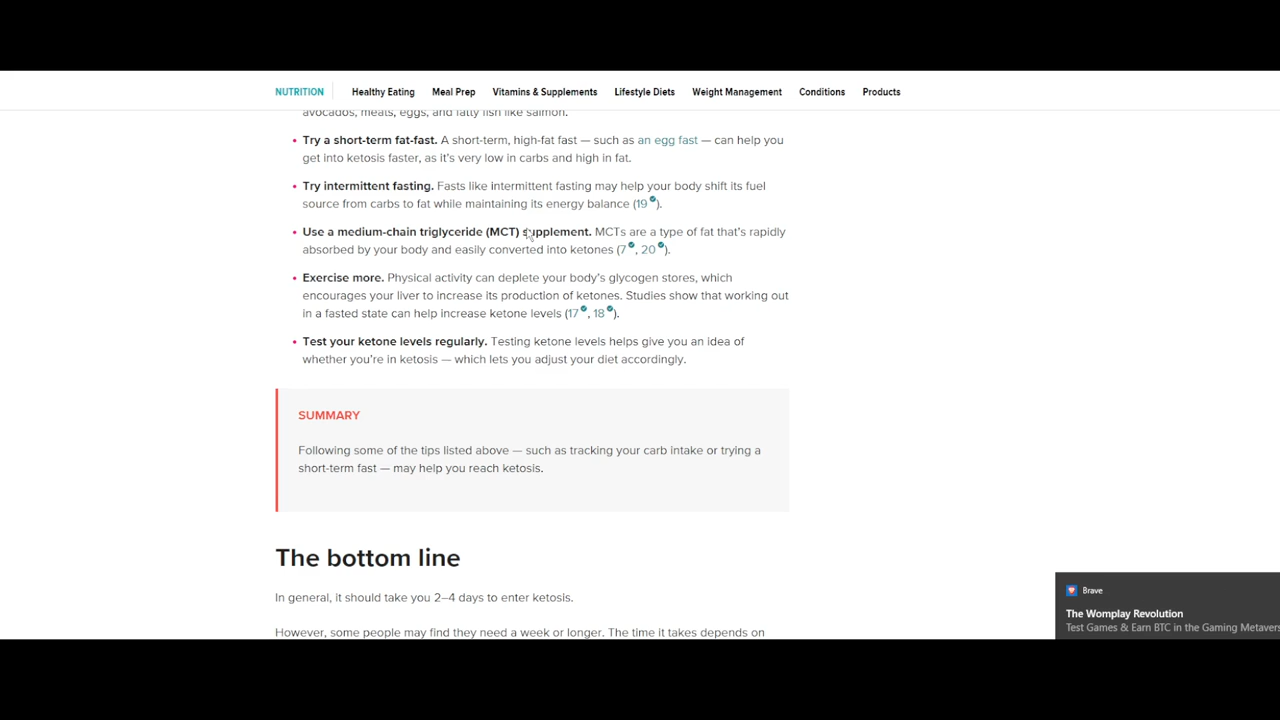 NUTRITION Healthy Eating Meal Prep Vitamins & Supplements Lifestyle Diets Weight Management Conditions Products
avocados, meats, eggs, and fatty fish like salmon.
• Try a short-term fat-fast. A short-term, high-fat fast — such as an egg fast — can help you
get into ketosis faster, as it's very low in carbs and high in fat.
• Try intermittent fasting. Fasts like intermittent fasting may help your body shift its fuel
source from carbs to fat while maintaining its energy balance (19).
• Use a medium-chain triglyceride (MCT) supplement. MCTs are a type of fat that's rapidly
absorbed by your body and easily converted into ketones (7, 20).
• Exercise more. Physical activity can deplete your body's glycogen stores, which
encourages your liver to increase its production of ketones. Studies show that working out
in a fasted state can help increase ketone levels (17, 18).
• Test your ketone levels regularly. Testing ketone levels helps give you an idea of
whether you're in ketosis — which lets you adjust your diet accordingly.
SUMMARY
Following some of the tips listed above — such as tracking your carb intake or trying a
short-term fast — may help you reach ketosis.
The bottom line
In general, it should take you 2–4 days to enter ketosis.
However, some people may find they need a week or longer. The time it takes depends on
Brave
The Womplay Revolution
Test Games & Earn BTC in the Gaming Metavers